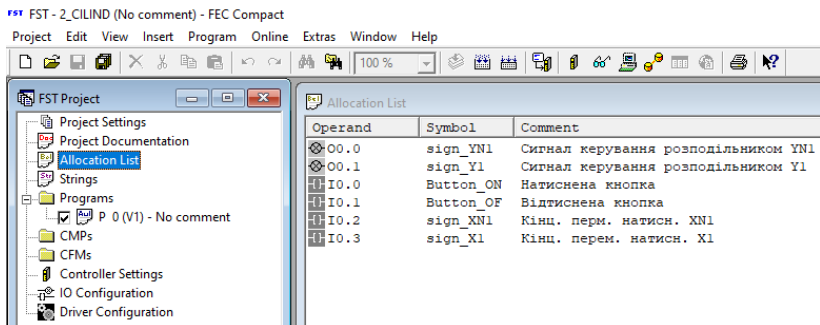 FST FST - 2_CILIND (No comment) - FEC Compact
Project Edit View Insert Program Online Extras Window Help
100 %
FST Project
Project Settings
Project Documentation
Allocation List
Strings
Programs
P 0 (V1) - No comment
CMPs
CFMs
Controller Settings
IO Configuration
Driver Configuration
Allocation List
Operand Symbol Comment
O0.0 sign_YN1 Сигнал керування розподільником YN1
O0.1 sign_Y1 Сигнал керування розподільником Y1
I0.0 Button_ON Натиснена кнопка
I0.1 Button_OF Відтиснена кнопка
I0.2 sign_XN1 Кінц. перм. натисн. XN1
I0.3 sign_X1 Кінц. перем. натисн. X1